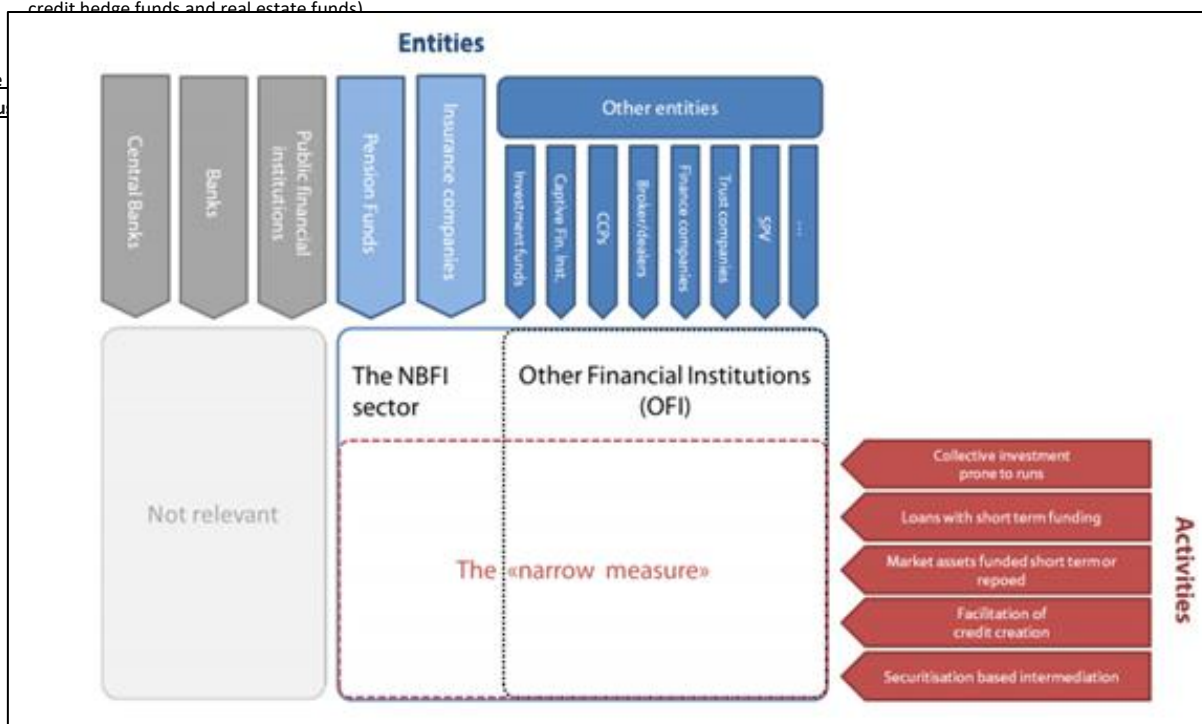 credit hedge funds and real estate funds)
Entities
Central Banks
Banks
Public financial
institutions
Pension Funds
Insurance companies
Other entities
Investment funds
Captive Fin. Inst.
CCPs
Broker/dealers
Finance companies
Trust companies
SPV
...
The NBFI
sector
Other Financial Institutions
(OFI)
Not relevant
The «narrow measure»
Collective investment
prone to runs
Loans with short term funding
Market assets funded short term or
repoed
Facilitation of
credit creation
Securitisation based intermediation
Activities